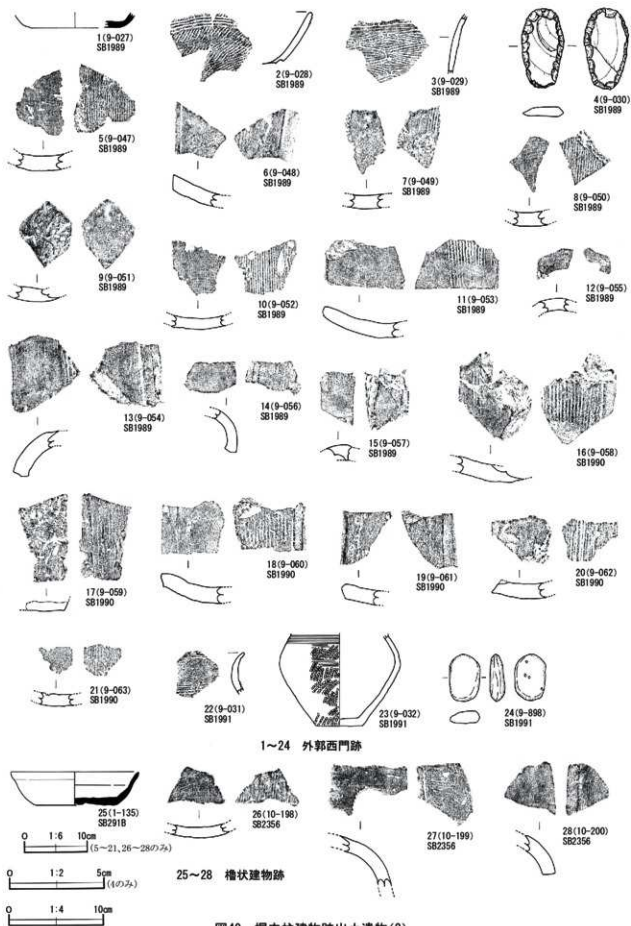 1(9-027)
SB1989
2(9-028)
SB1989
3(9-029)
SB1989
4(9-030)
SB1989
5(9-047)
SB1989
6(9-048)
SB1989
7(9-049)
SB1989
8(9-050)
SB1989
9(9-051)
SB1989
10(9-052)
SB1989
11(9-053)
SB1989
12(9-055)
SB1989
13(9-054)
SB1989
14(9-056)
SB1989
15(9-057)
SB1989
16(9-058)
SB1990
17(9-059)
SB1990
18(9-060)
SB1990
19(9-061)
SB1990
20(9-062)
SB1990
21(9-063)
SB1990
22(9-031)
SB1991
23(9-032)
SB1991
24(9-898)
SB1991
1~24 外郭西門跡
25(1-135)
SB291B
26(10-198)
SB2356
27(10-199)
SB2356
28(10-200)
SB2356
0 1:6 10cm
(5~21,26~28のみ)
25~28 櫓状建物跡
0 1:2 5cm
(4のみ)
0 1:4 10cm